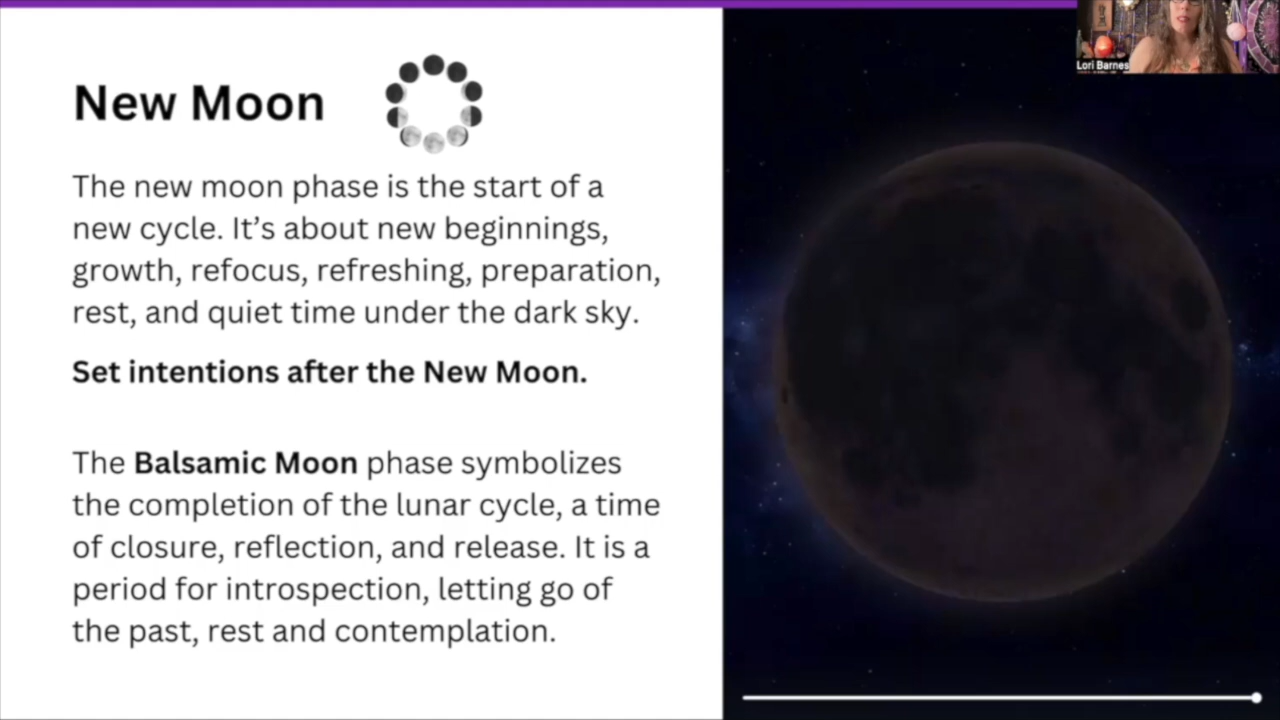 New Moon
The new moon phase is the start of a
new cycle. It’s about new beginnings,
growth, refocus, refreshing, preparation,
rest, and quiet time under the dark sky.
Set intentions after the New Moon.
The Balsamic Moon phase symbolizes
the completion of the lunar cycle, a time
of closure, reflection, and release. It is a
period for introspection, letting go of
the past, rest and contemplation.
Lori Barnes